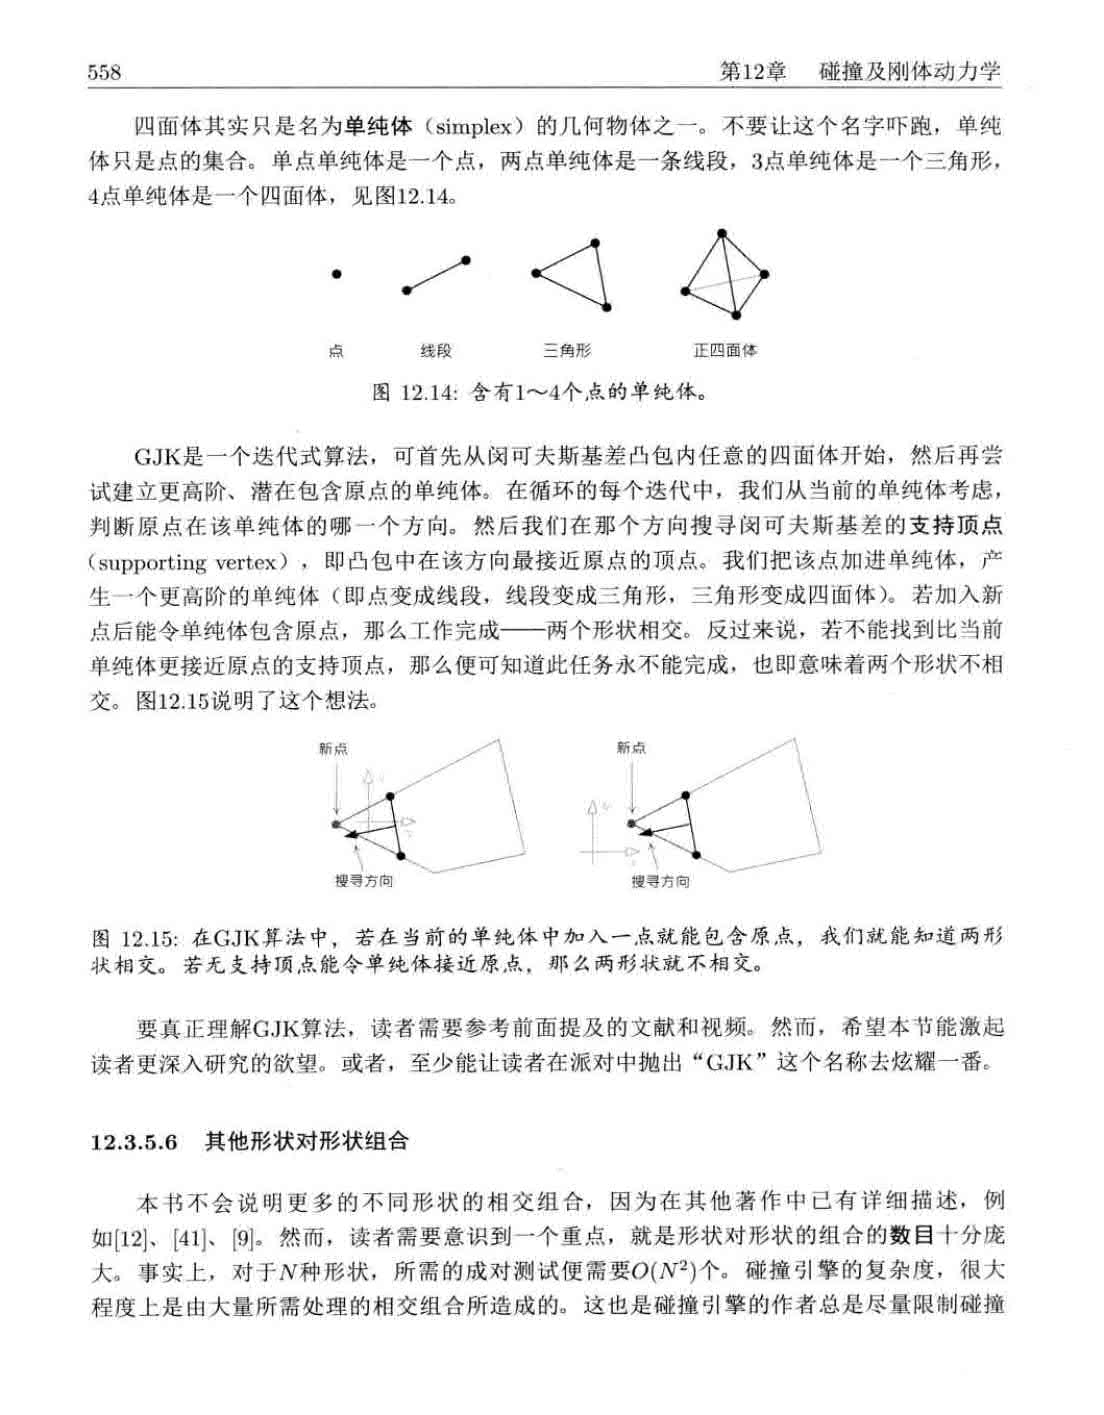 558
第12章 碰撞及刚体动力学
四面体其实只是名为单纯体（simplex）的几何物体之一。不要让这个名字吓跑，单纯
体只是点的集合。单点单纯体是一个点，两点单纯体是一条线段，3点单纯体是一个三角形，
4点单纯体是一个四面体，见图12.14。
点 线段 三角形 正四面体
图 12.14: 含有1～4个点的单纯体。
GJK是一个迭代式算法，可首先从闵可夫斯基差凸包内任意的四面体开始，然后再尝
试建立更高阶、潜在包含原点的单纯体。在循环的每个迭代中，我们从当前的单纯体考虑，
判断原点在该单纯体的哪一个方向。然后我们在那个方向搜寻闵可夫斯基差的支持顶点
（supporting vertex），即凸包中在该方向最接近原点的顶点。我们把该点加进单纯体，产
生一个更高阶的单纯体（即点变成线段，线段变成三角形，三角形变成四面体）。若加入新
点后能令单纯体包含原点，那么工作完成——两个形状相交。反过来说，若不能找到比当前
单纯体更接近原点的支持顶点，那么便可知道此任务永不能完成，也即意味着两个形状不相
交。图12.15说明了这个想法。
新点 新点
搜寻方向 搜寻方向
图 12.15: 在GJK算法中，若在当前的单纯体中加入一点就能包含原点，我们就能知道两形
状相交。若无支持顶点能令单纯体接近原点，那么两形状就不相交。
要真正理解GJK算法，读者需要参考前面提及的文献和视频。然而，希望本节能激起
读者更深入研究的欲望。或者，至少能让读者在派对中抛出“GJK”这个名称去炫耀一番。
12.3.5.6 其他形状对形状组合
本书不会说明更多的不同形状的相交组合，因为在其他著作中已有详细描述，例
如[12]、[41]、[9]。然而，读者需要意识到一个重点，就是形状对形状的组合的数目十分庞
大。事实上，对于N种形状，所需的成对测试便需要O(N²)个。碰撞引擎的复杂度，很大
程度上是由大量所需处理的相交组合所造成的。这也是碰撞引擎的作者总是尽量限制碰撞